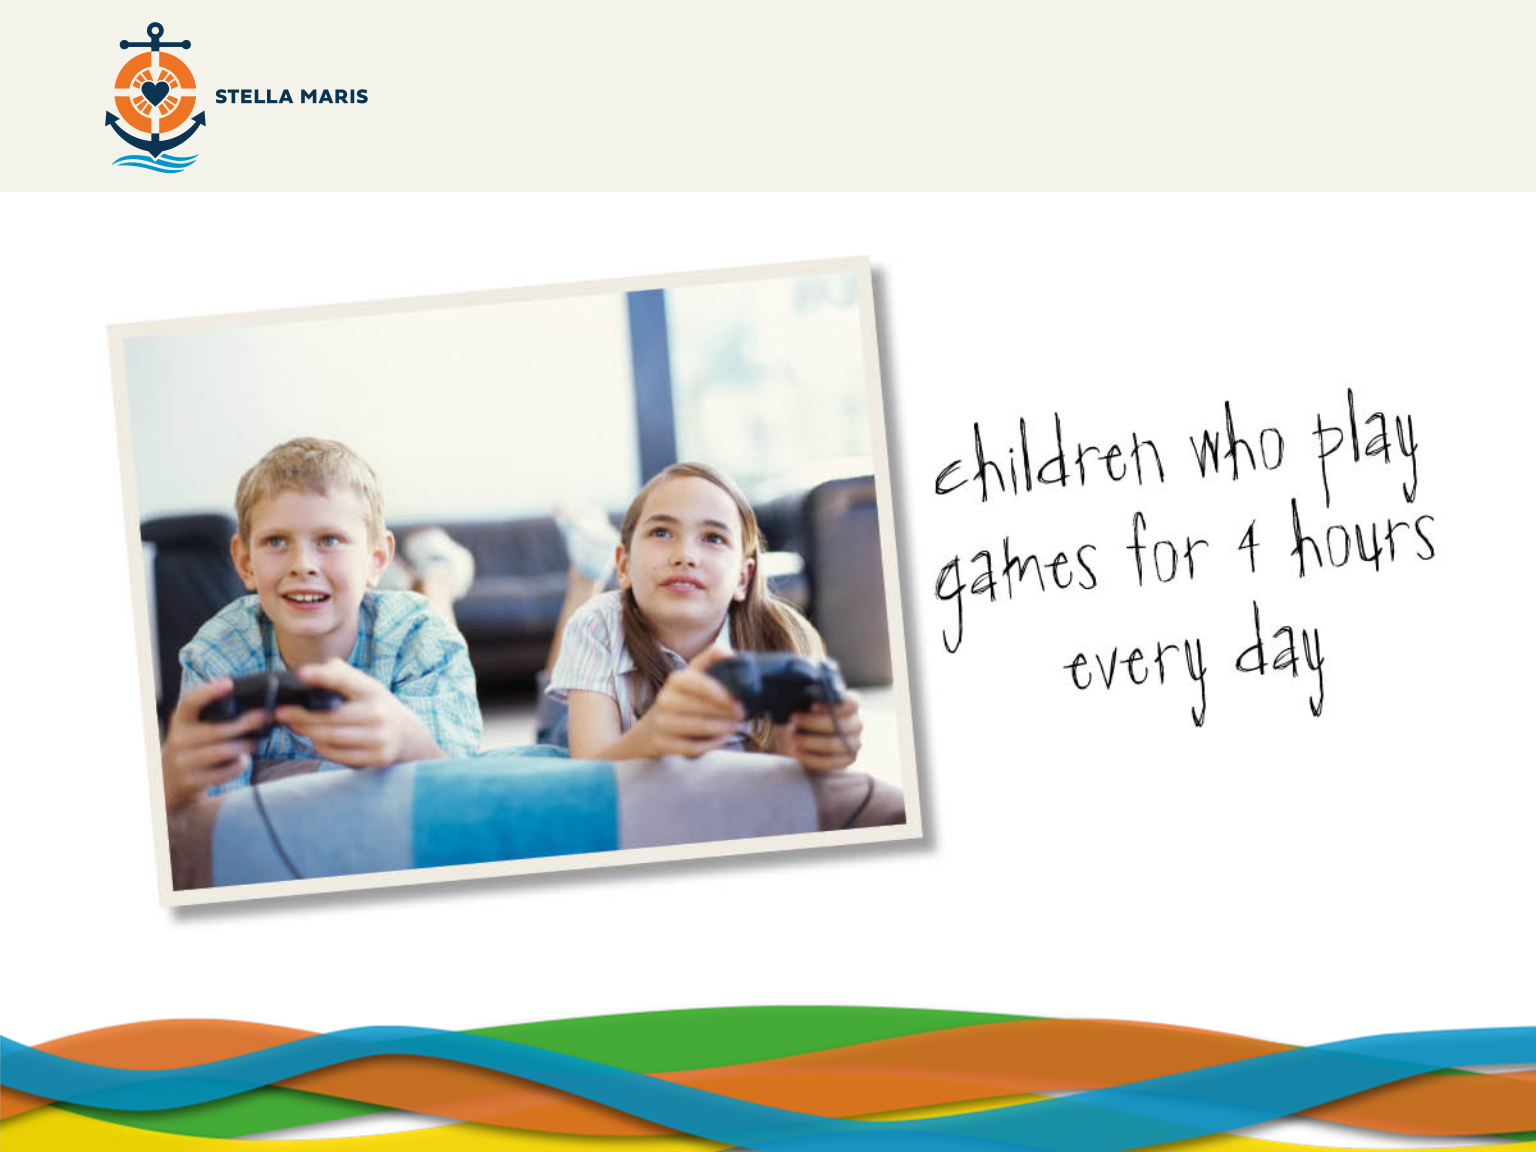 STELLA MARIS
children who play
games for 4 hours
every day